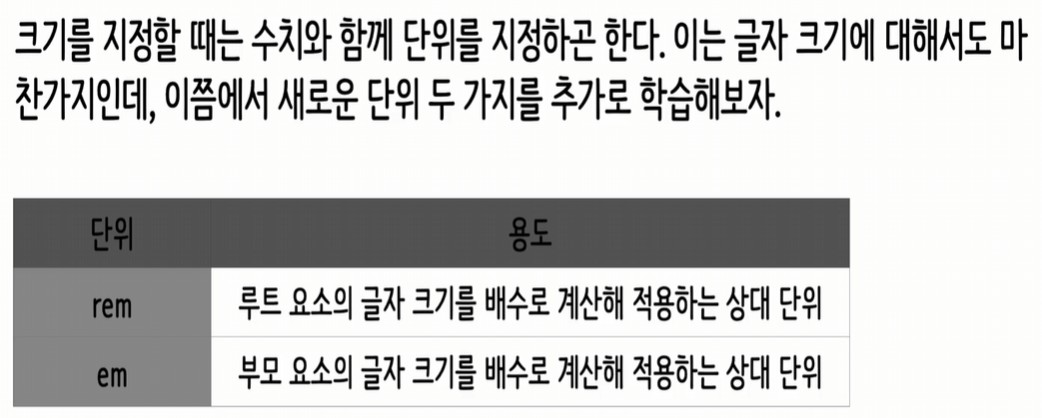 크기를 지정할 때는 수치와 함께 단위를 지정하곤 한다. 이는 글자 크기에 대해서도 마
찬가지인데, 이쯤에서 새로운 단위 두 가지를 추가로 학습해보자.
단위 용도
rem 루트 요소의 글자 크기를 배수로 계산해 적용하는 상대 단위
em 부모 요소의 글자 크기를 배수로 계산해 적용하는 상대 단위